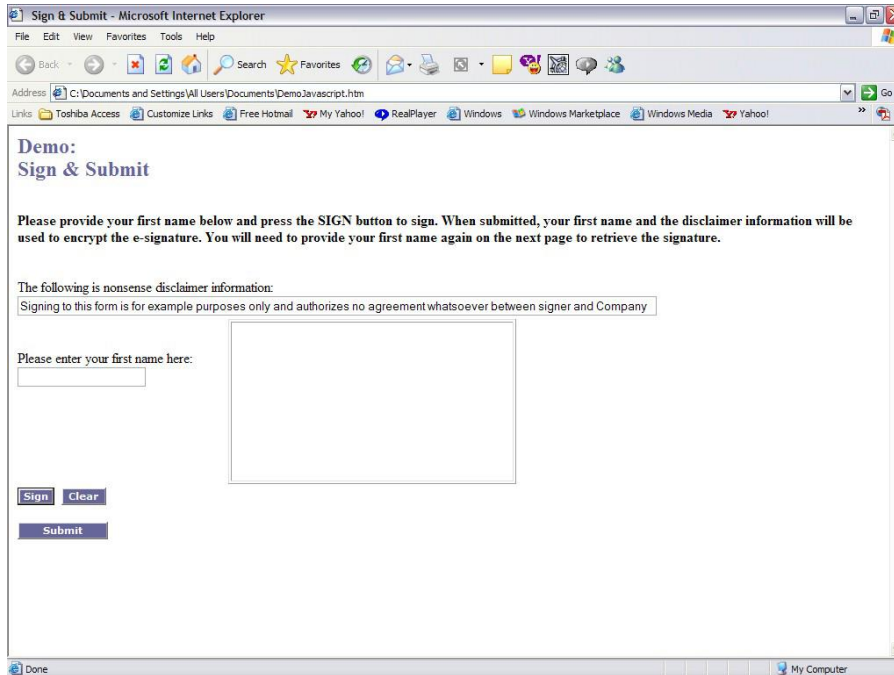 Sign & Submit - Microsoft Internet Explorer
File Edit View Favorites Tools Help
Back Search Favorites
Address C:\Documents and Settings\All Users\Documents\DemoJavascript.htm Go
Links Toshiba Access Customize Links Free Hotmail My Yahoo! RealPlayer Windows Windows Marketplace Windows Media Yahoo! »
Demo:
Sign & Submit
Please provide your first name below and press the SIGN button to sign. When submitted, your first name and the disclaimer information will be
used to encrypt the e-signature. You will need to provide your first name again on the next page to retrieve the signature.
The following is nonsense disclaimer information:
Signing to this form is for example purposes only and authorizes no agreement whatsoever between signer and Company
Please enter your first name here:
Sign Clear
Submit
Done My Computer